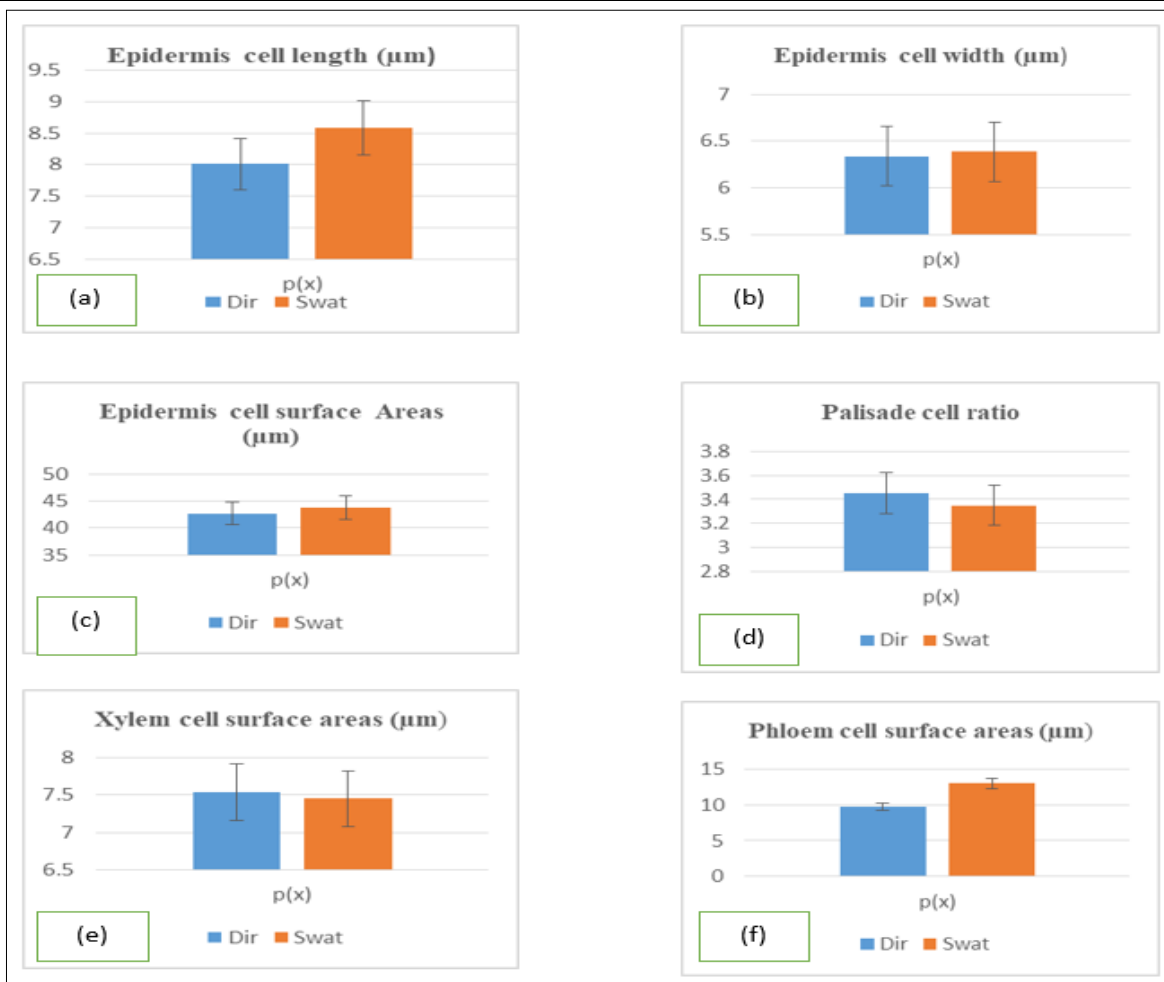 Epidermis cell length (µm)
9.5
9
8.5
8
7.5
7
6.5
p(x)
(a)
Dir Swat
Epidermis cell width (µm)
7
6.5
6
5.5
p(x)
(b)
Dir Swat
Epidermis cell surface Areas
(µm)
50
45
40
35
p(x)
(c)
Dir Swat
Palisade cell ratio
3.8
3.6
3.4
3.2
3
2.8
p(x)
(d)
Dir Swat
Xylem cell surface areas (µm)
8
7.5
7
6.5
p(x)
(e)
Dir Swat
Phloem cell surface areas (µm)
15
10
5
0
p(x)
(f)
Dir Swat